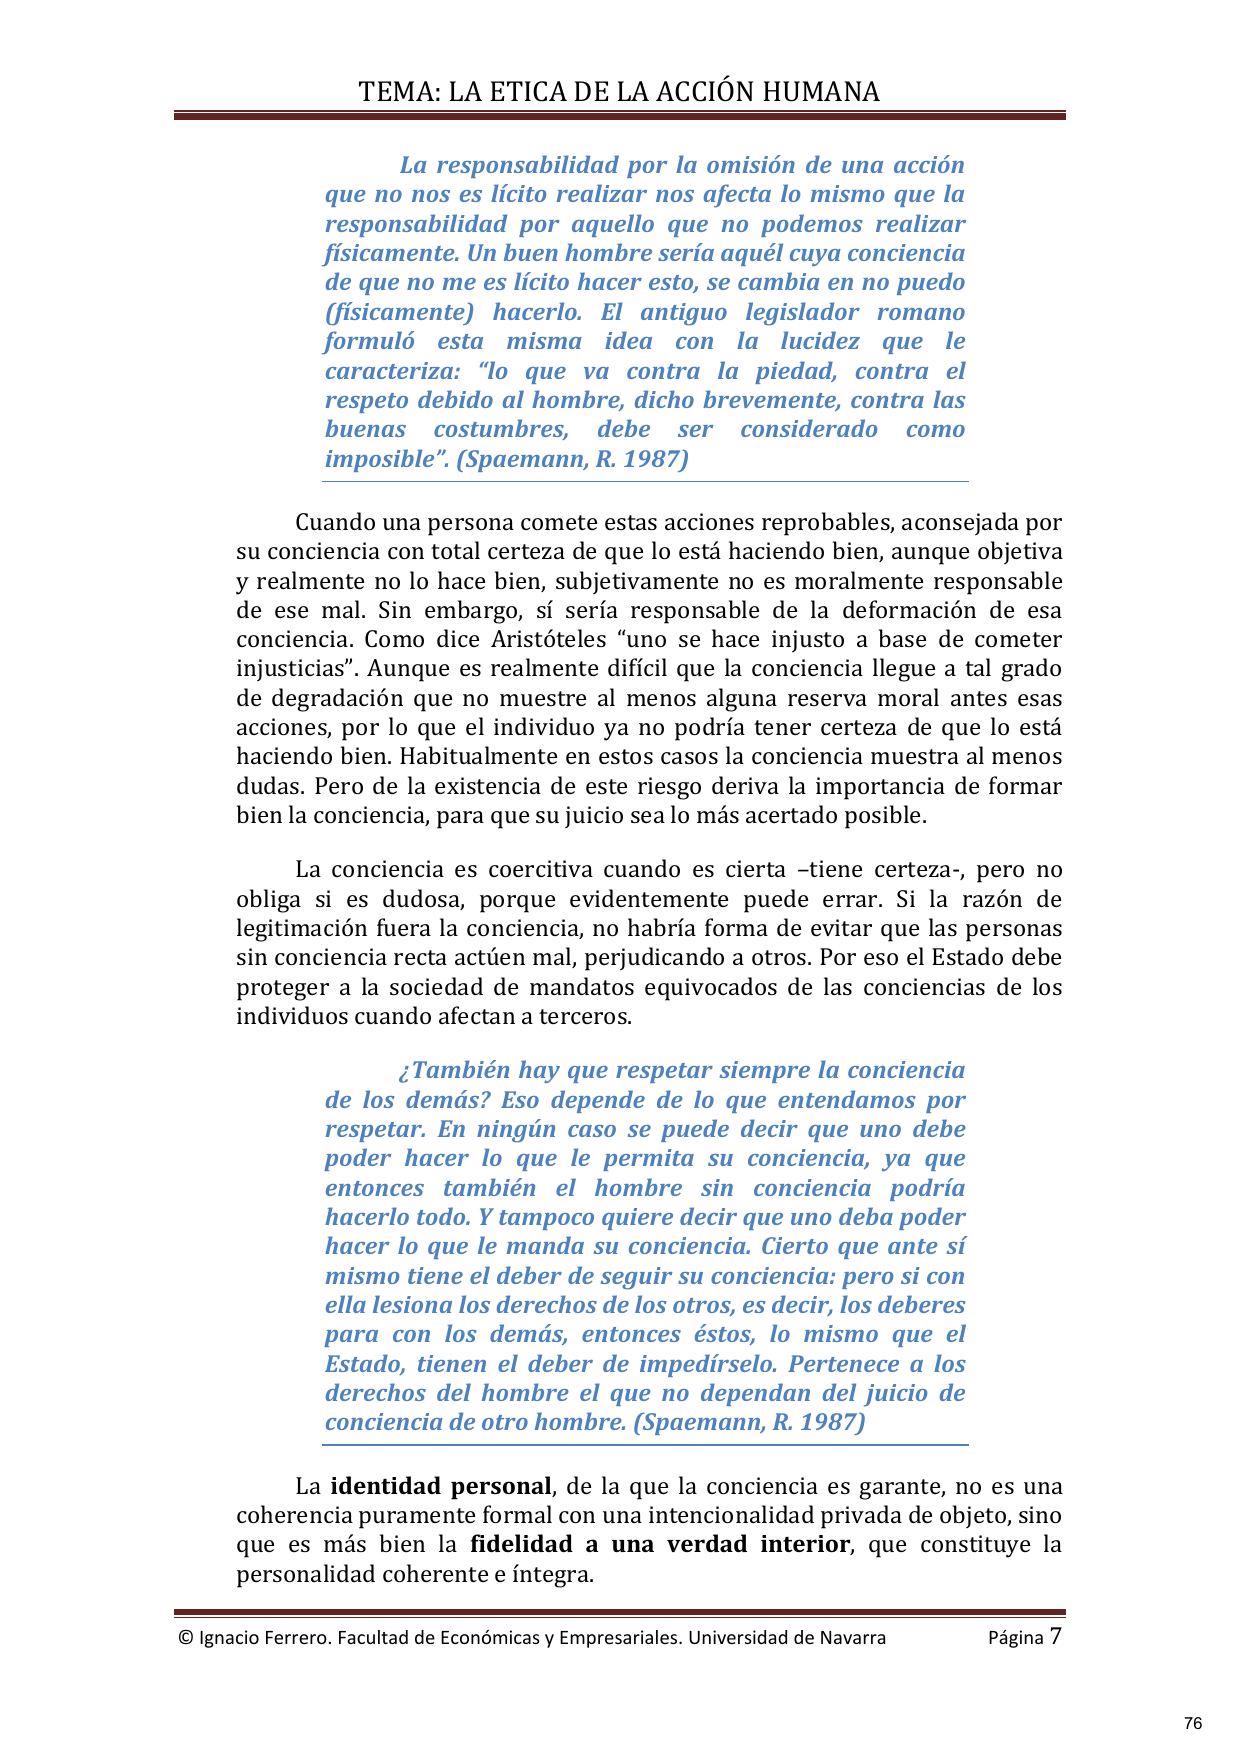 TEMA: LA ETICA DE LA ACCIÓN HUMANA
La responsabilidad por la omisión de una acción
que no nos es lícito realizar nos afecta lo mismo que la
responsabilidad por aquello que no podemos realizar
físicamente. Un buen hombre sería aquél cuya conciencia
de que no me es lícito hacer esto, se cambia en no puedo
(físicamente) hacerlo. El antiguo legislador romano
formuló esta misma idea con la lucidez que le
caracteriza: “lo que va contra la piedad, contra el
respeto debido al hombre, dicho brevemente, contra las
buenas costumbres, debe ser considerado como
imposible”. (Spaemann, R. 1987)
Cuando una persona comete estas acciones reprobables, aconsejada por
su conciencia con total certeza de que lo está haciendo bien, aunque objetiva
y realmente no lo hace bien, subjetivamente no es moralmente responsable
de ese mal. Sin embargo, sí sería responsable de la deformación de esa
conciencia. Como dice Aristóteles “uno se hace injusto a base de cometer
injusticias”. Aunque es realmente difícil que la conciencia llegue a tal grado
de degradación que no muestre al menos alguna reserva moral antes esas
acciones, por lo que el individuo ya no podría tener certeza de que lo está
haciendo bien. Habitualmente en estos casos la conciencia muestra al menos
dudas. Pero de la existencia de este riesgo deriva la importancia de formar
bien la conciencia, para que su juicio sea lo más acertado posible.
La conciencia es coercitiva cuando es cierta –tiene certeza-, pero no
obliga si es dudosa, porque evidentemente puede errar. Si la razón de
legitimación fuera la conciencia, no habría forma de evitar que las personas
sin conciencia recta actúen mal, perjudicando a otros. Por eso el Estado debe
proteger a la sociedad de mandatos equivocados de las conciencias de los
individuos cuando afectan a terceros.
¿También hay que respetar siempre la conciencia
de los demás? Eso depende de lo que entendamos por
respetar. En ningún caso se puede decir que uno debe
poder hacer lo que le permita su conciencia, ya que
entonces también el hombre sin conciencia podría
hacerlo todo. Y tampoco quiere decir que uno deba poder
hacer lo que le manda su conciencia. Cierto que ante sí
mismo tiene el deber de seguir su conciencia: pero si con
ella lesiona los derechos de los otros, es decir, los deberes
para con los demás, entonces éstos, lo mismo que el
Estado, tienen el deber de impedírselo. Pertenece a los
derechos del hombre el que no dependan del juicio de
conciencia de otro hombre. (Spaemann, R. 1987)
La identidad personal, de la que la conciencia es garante, no es una
coherencia puramente formal con una intencionalidad privada de objeto, sino
que es más bien la fidelidad a una verdad interior, que constituye la
personalidad coherente e íntegra.
© Ignacio Ferrero. Facultad de Económicas y Empresariales. Universidad de Navarra Página 7
76